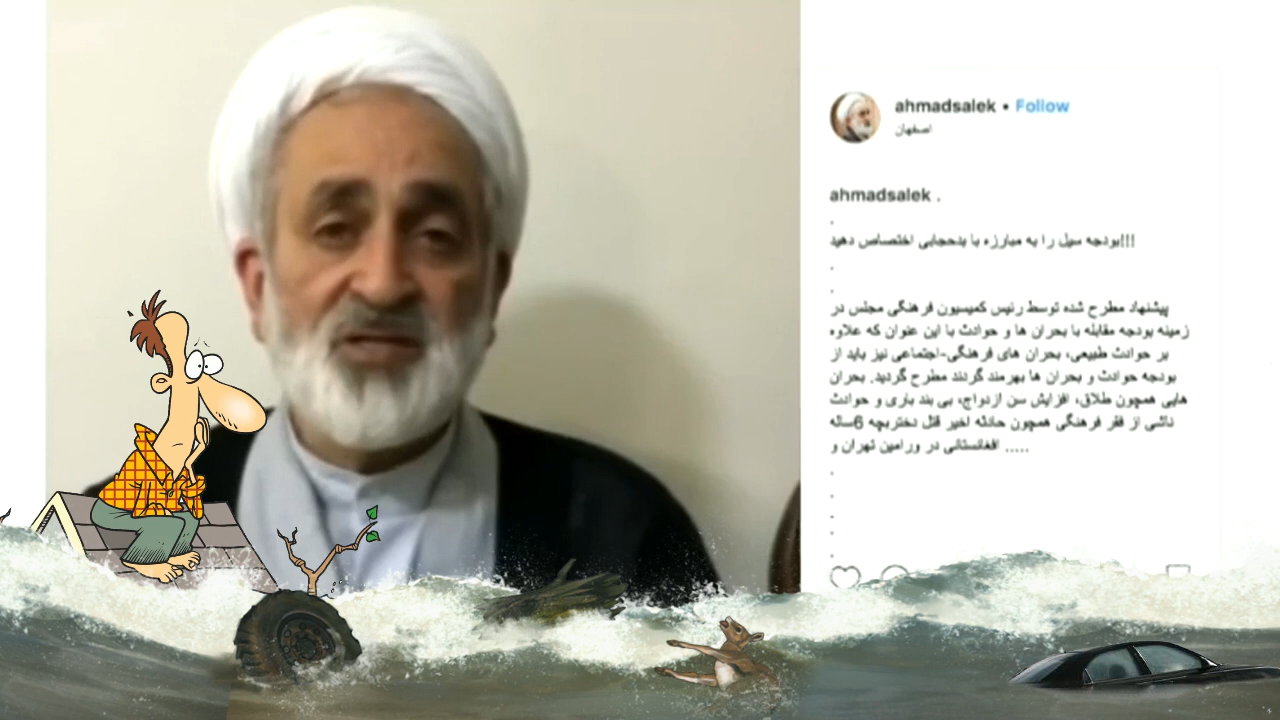 ahmadsalek • Follow
اصفهان
ahmadsalek .
.
بودجه سیل را به مبارزه با بدحجابی اختصاص دهید!!!
.
.
پیشنهاد مطرح شده توسط رئیس کمیسیون فرهنگی مجلس در
زمینه بودجه مقابله با بحران ها و حوادث با این عنوان که علاوه
بر حوادث طبیعی، بحران های فرهنگی-اجتماعی نیز باید از
بودجه حوادث و بحران ها بهرمند گردند مطرح گردید. بحران
هایی همچون طلاق، افزایش سن ازدواج، بی بند باری و حوادث
ناشی از فقر فرهنگی همچون حادثه اخیر قتل دختربچه 6ساله
افغانستانی در ورامین تهران و .....
.
.
.
.
.